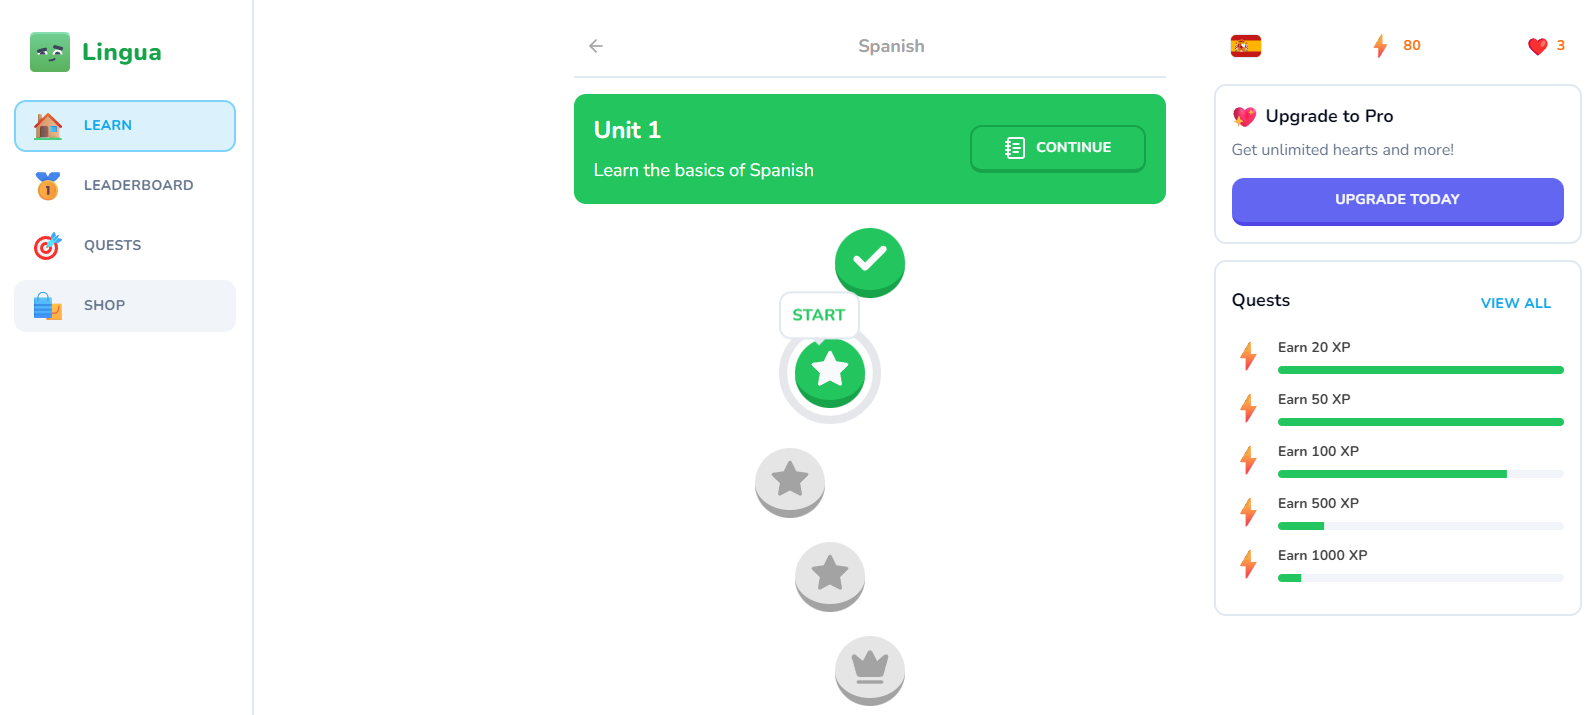 Lingua
LEARN
LEADERBOARD
1
QUESTS
SHOP
Spanish
Unit 1
Learn the basics of Spanish
CONTINUE
START
80
3
Upgrade to Pro
Get unlimited hearts and more!
UPGRADE TODAY
Quests
VIEW ALL
Earn 20 XP
Earn 50 XP
Earn 100 XP
Earn 500 XP
Earn 1000 XP